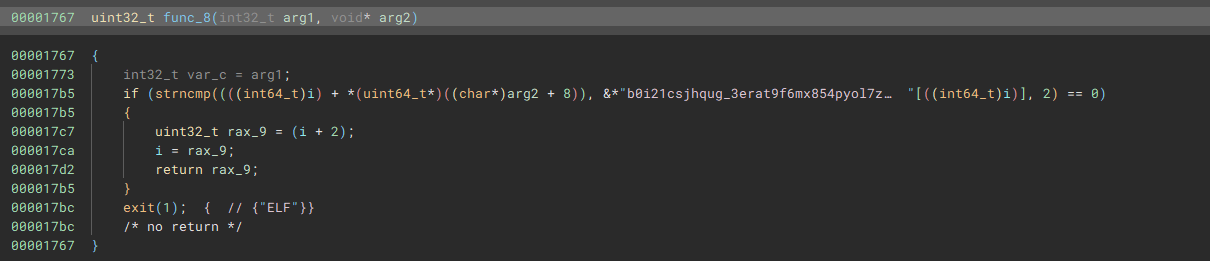 00001767 uint32_t func_8(int32_t arg1, void* arg2)
00001767 {
00001773 int32_t var_c = arg1;
000017b5 if (strncmp((((int64_t)i) + *(uint64_t*)((char*)arg2 + 8)), &*"b0i21csjhqug_3erat9f6mx854pyol7z… "[((int64_t)i)], 2) == 0)
000017b5 {
000017c7 uint32_t rax_9 = (i + 2);
000017ca i = rax_9;
000017d2 return rax_9;
000017b5 }
000017bc exit(1); { // {"ELF"}}
000017bc /* no return */
00001767 }